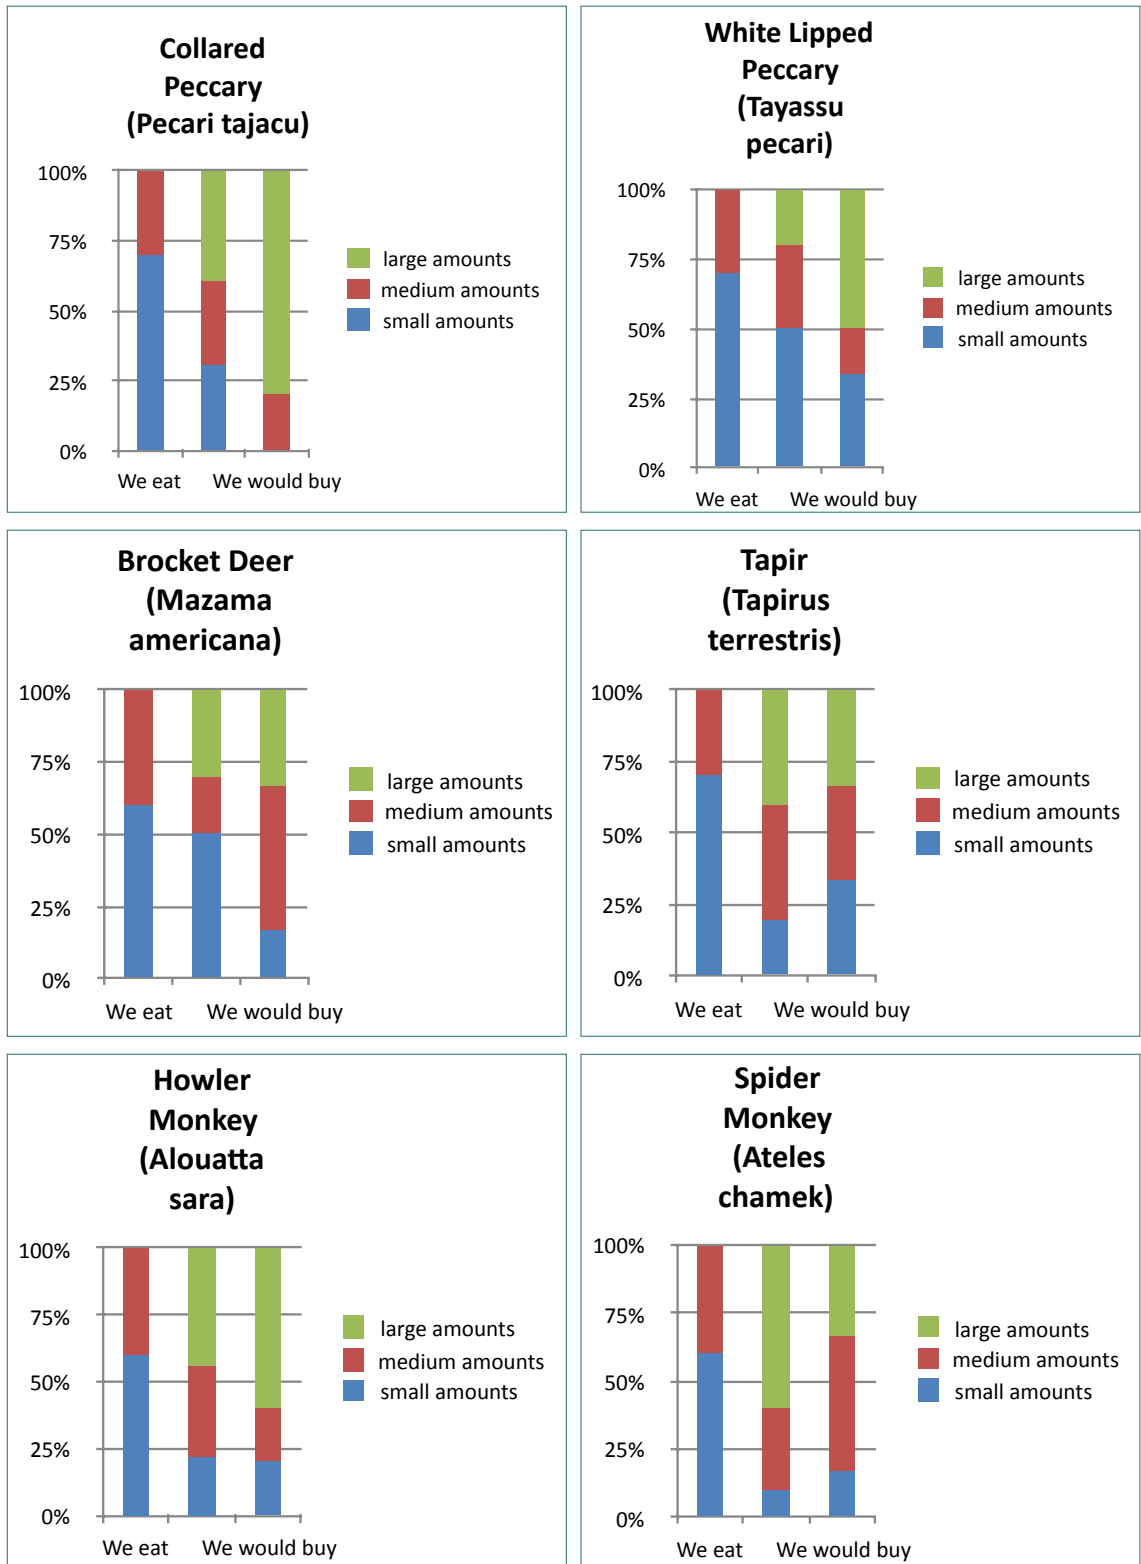 Collared
Peccary
(Pecari tajacu)
100%
75%
50%
25%
0%
We eat We would buy
large amounts
medium amounts
small amounts
White Lipped
Peccary
(Tayassu
pecari)
100%
75%
50%
25%
0%
We eat We would buy
large amounts
medium amounts
small amounts
Brocket Deer
(Mazama
americana)
100%
75%
50%
25%
0%
We eat We would buy
large amounts
medium amounts
small amounts
Tapir
(Tapirus
terrestris)
100%
75%
50%
25%
0%
We eat We would buy
large amounts
medium amounts
small amounts
Howler
Monkey
(Alouatta
sara)
100%
75%
50%
25%
0%
We eat We would buy
large amounts
medium amounts
small amounts
Spider
Monkey
(Ateles
chamek)
100%
75%
50%
25%
0%
We eat We would buy
large amounts
medium amounts
small amounts